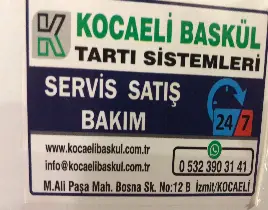 KOCAELİ BASKÜL
TARTI SİSTEMLERİ
SERVİS SATIŞ
BAKIM
24/7
www.kocaelibaskul.com.tr
info@kocaelibaskul.com.tr
0 532 390 31 41
M.Ali Paşa Mah. Bosna Sk. No:12 B İzmit/KOCAELİ